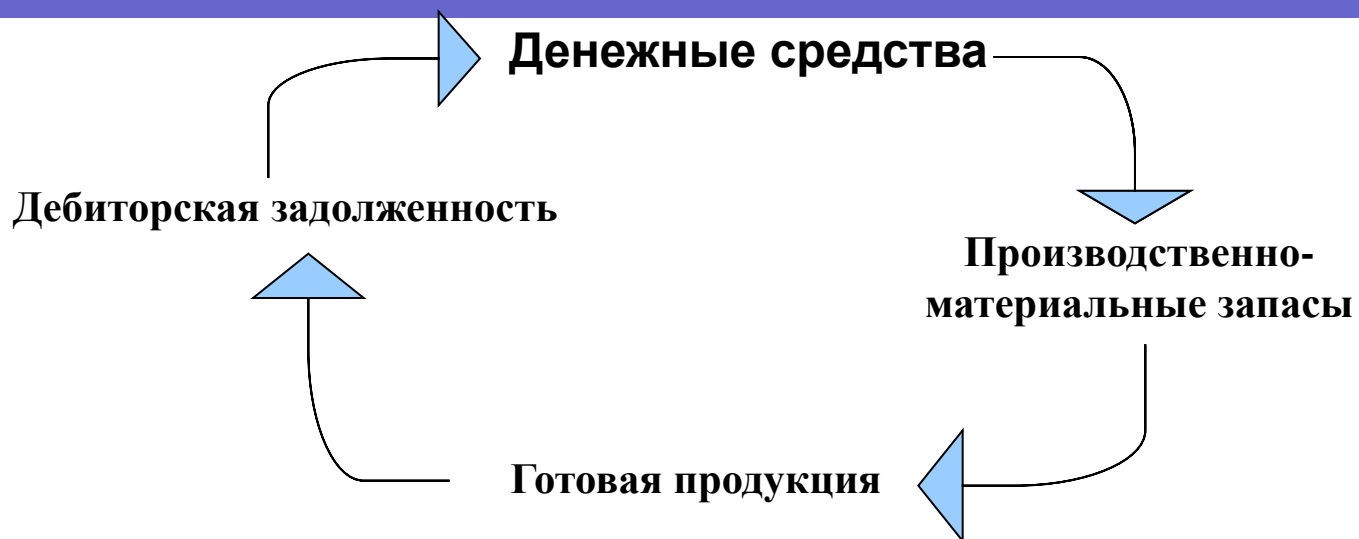 Денежные средства
Дебиторская задолженность
Производственно-
материальные запасы
Готовая продукция